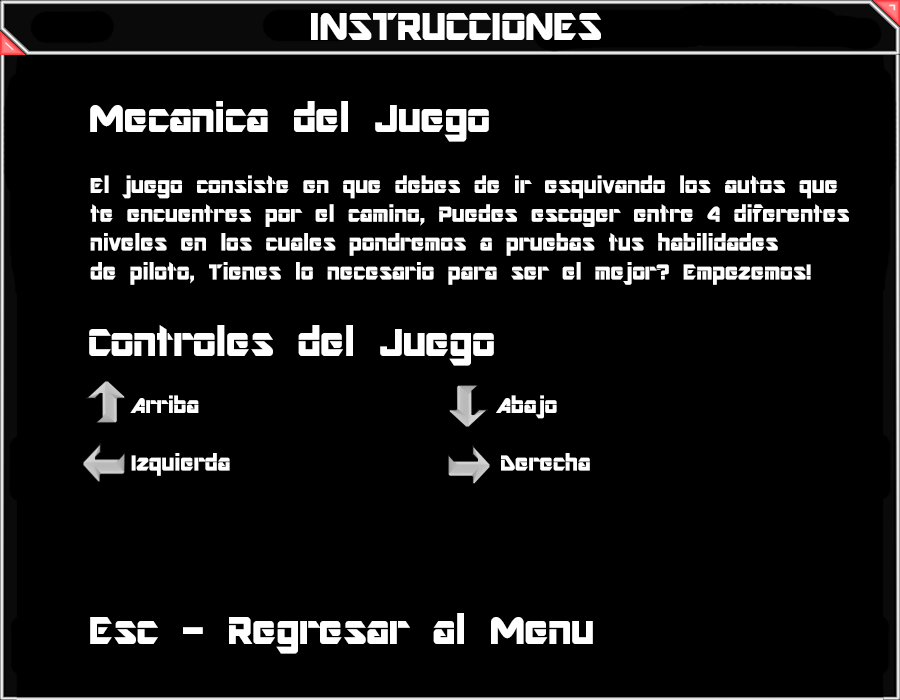 INSTRUCCIONES
Mecanica del Juego
El juego consiste en que debes de ir esquivando los autos que
te encuentres por el camino, Puedes escoger entre 4 diferentes
niveles en los cuales pondremos a pruebas tus habilidades
de piloto, Tienes lo necesario para ser el mejor? Empezemos!
Controles del Juego
Arriba
Abajo
Izquierda
Derecha
Esc - Regresar al Menu